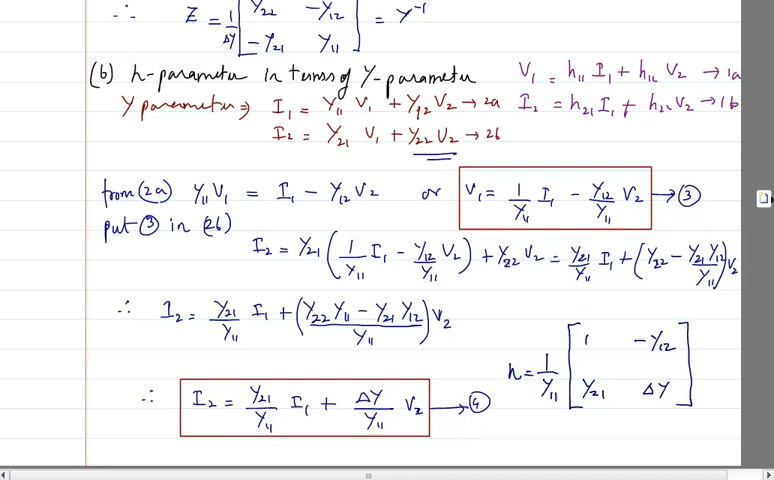 ∴ Z = 1/ΔY [ Y22 −Y12 ; −Y21 Y11 ] = Y⁻¹
(b) h-parameter in terms of Y-parameter
V1 = h11 I1 + h12 V2 → 1a
Y parameter ⇒ I1 = Y11 V1 + Y12 V2 → 2a
I2 = h21 I1 + h22 V2 → 1b
I2 = Y21 V1 + Y22 V2 → 2b
from (2a) Y11 V1 = I1 − Y12 V2 or V1 = 1/Y11 I1 − Y12/Y11 V2 → ③
put ③ in (2b)
I2 = Y21 ( 1/Y11 I1 − Y12/Y11 V2 ) + Y22 V2 = Y21/Y11 I1 + ( Y22 − Y21 Y12/Y11 ) V2
∴ I2 = Y21/Y11 I1 + ( (Y22 Y11 − Y21 Y12)/Y11 ) V2
h = 1/Y11 [ 1 −Y12 ; Y21 ΔY ]
∴ I2 = Y21/Y11 I1 + ΔY/Y11 V2 → ④